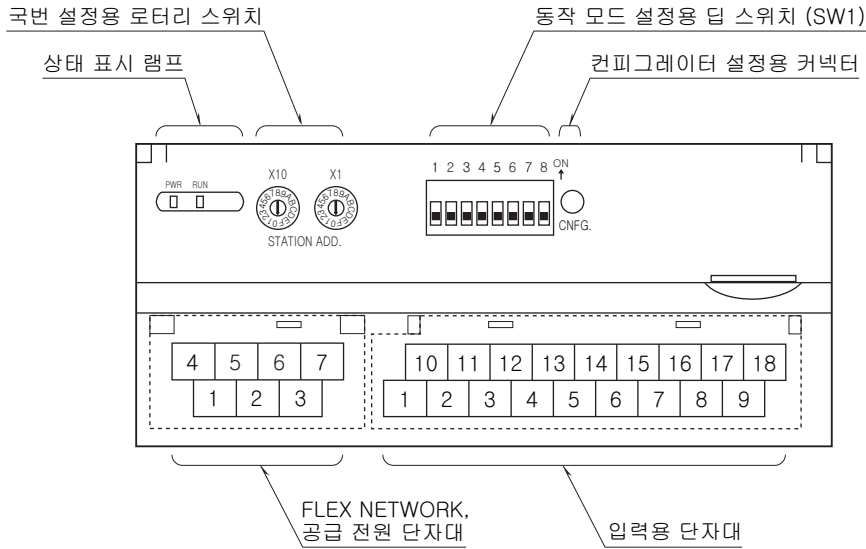 국번 설정용 로터리 스위치
동작 모드 설정용 딥 스위치 (SW1)
상태 표시 램프
컨피그레이터 설정용 커넥터
PWR RUN
X10 X1
0123456789ABCDEF 0123456789ABCDEF
STATION ADD.
1 2 3 4 5 6 7 8 ON
CNFG.
4 5 6 7
1 2 3
10 11 12 13 14 15 16 17 18
1 2 3 4 5 6 7 8 9
FLEX NETWORK,
공급 전원 단자대
입력용 단자대